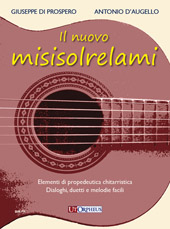 GIUSEPPE DI PROSPERO ANTONIO D'AUGELLO
Il nuovo
misisolrelami
Elementi di propedeutica chitarristica
Dialoghi, duetti e melodie facili
UT ORPHEUS